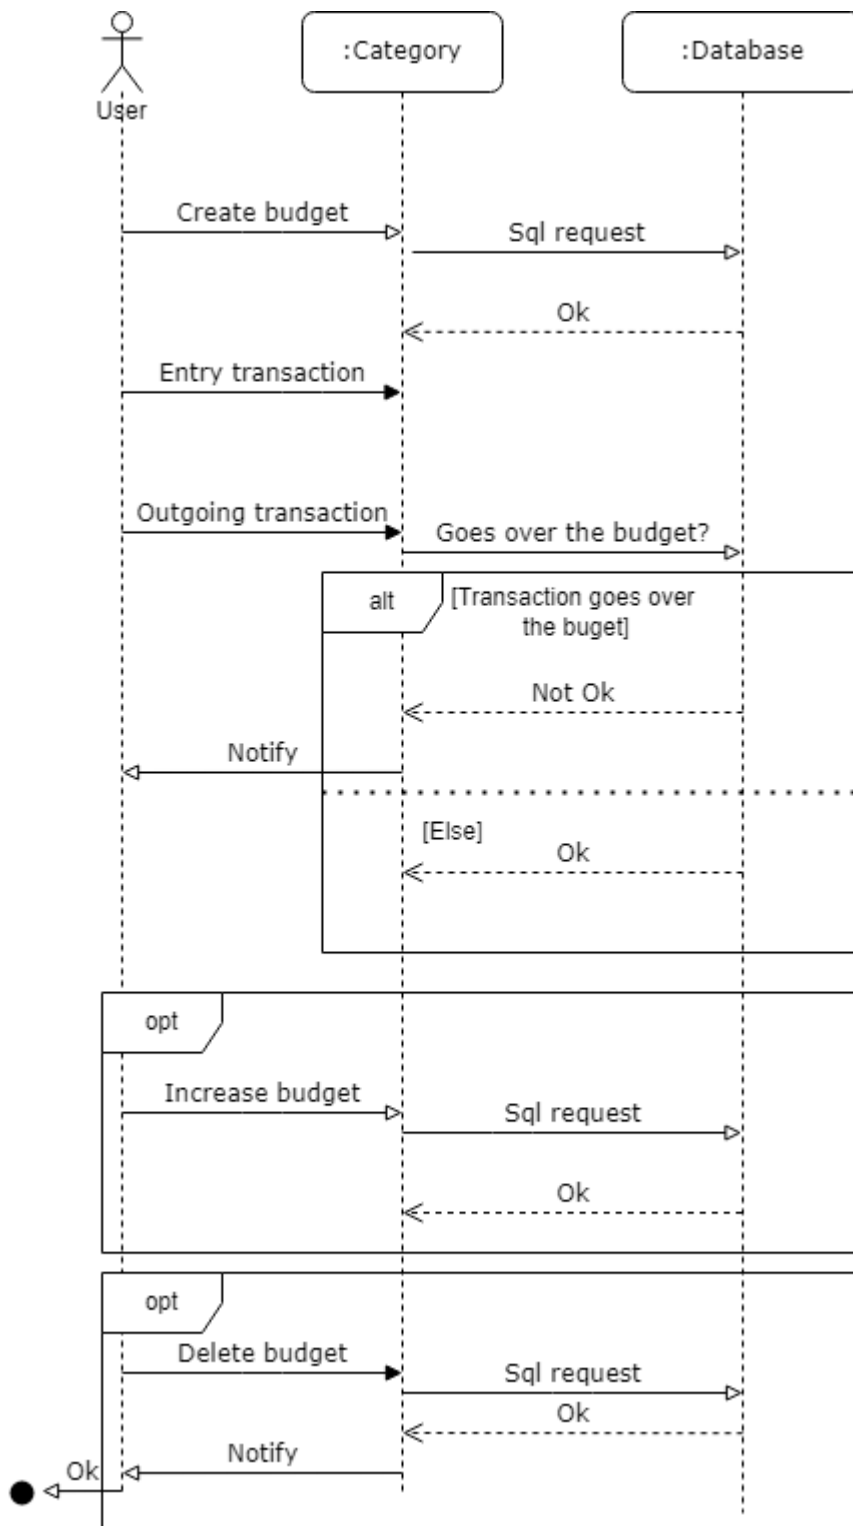 :Category
:Database
User
Create budget
Sql request
Ok
Entry transaction
Outgoing transaction
Goes over the budget?
alt
[Transaction goes over
the buget]
Not Ok
Notify
[Else]
Ok
opt
Increase budget
Sql request
Ok
opt
Delete budget
Sql request
Ok
Notify
Ok